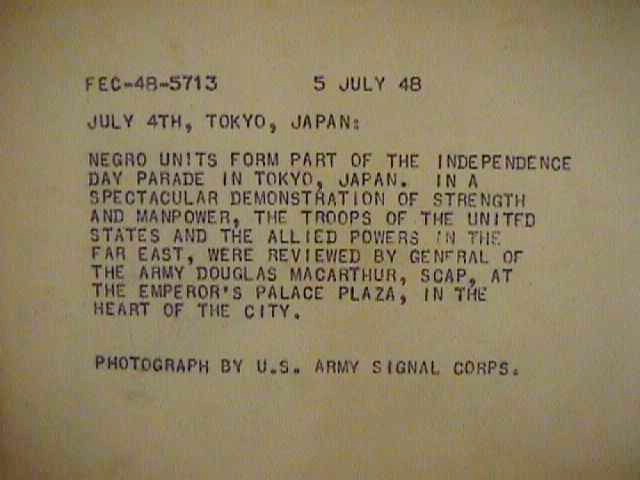 FEC-48-5713 5 JULY 48
JULY 4TH, TOKYO, JAPAN:
NEGRO UNITS FORM PART OF THE INDEPENDENCE
DAY PARADE IN TOKYO, JAPAN. IN A
SPECTACULAR DEMONSTRATION OF STRENGTH
AND MANPOWER, THE TROOPS OF THE UNITED
STATES AND THE ALLIED POWERS IN THE
FAR EAST, WERE REVIEWED BY GENERAL OF
THE ARMY DOUGLAS MACARTHUR, SCAP, AT
THE EMPEROR'S PALACE PLAZA, IN THE
HEART OF THE CITY.
PHOTOGRAPH BY U.S. ARMY SIGNAL CORPS.